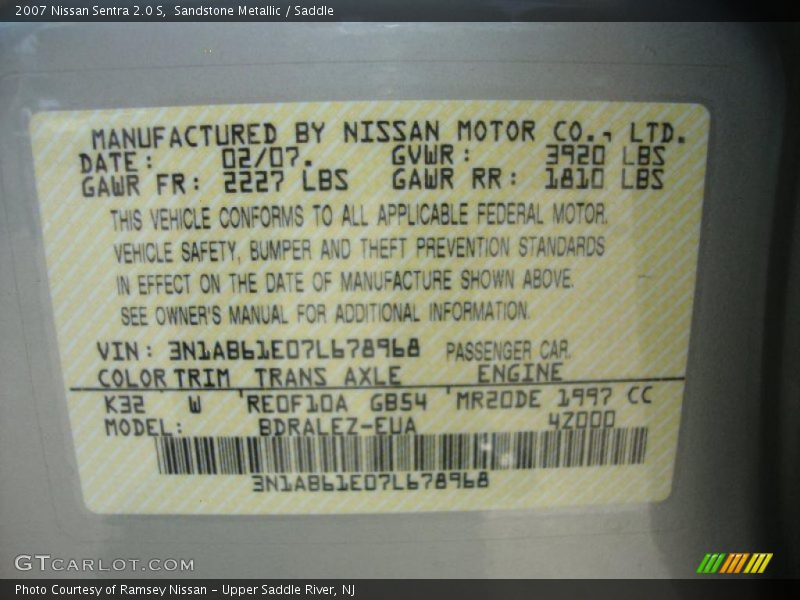 2007 Nissan Sentra 2.0 S, Sandstone Metallic / Saddle
MANUFACTURED BY NISSAN MOTOR CO., LTD.
DATE: 02/07. GVWR: 3920 LBS
GAWR FR: 2227 LBS GAWR RR: 1810 LBS
THIS VEHICLE CONFORMS TO ALL APPLICABLE FEDERAL MOTOR.
VEHICLE SAFETY, BUMPER AND THEFT PREVENTION STANDARDS
IN EFFECT ON THE DATE OF MANUFACTURE SHOWN ABOVE.
SEE OWNER'S MANUAL FOR ADDITIONAL INFORMATION.
VIN: 3N1AB61E07L678968 PASSENGER CAR.
COLOR TRIM TRANS AXLE ENGINE
K32 W 'RE0F10A GB54 'MR20DE 1997 CC
MODEL: BDRALEZ-EUA 4Z000
3N1AB61E07L678968
GTCARLOT.COM
Photo Courtesy of Ramsey Nissan - Upper Saddle River, NJ